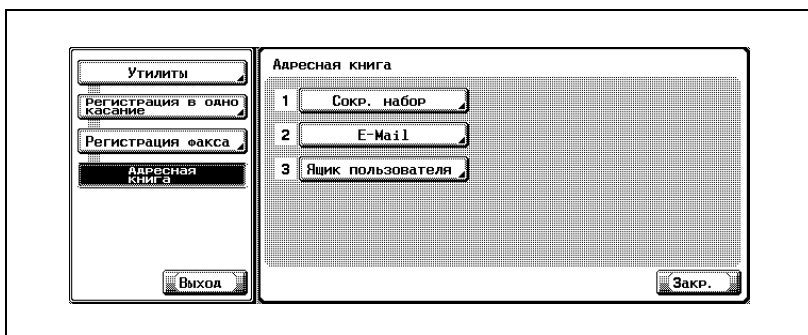 Утилиты
Регистрация в одно
касание
Регистрация факса
Адресная
книга
Выход
Адресная книга
1 Сокр. набор
2 E-Mail
3 Ящик пользователя
Закр.